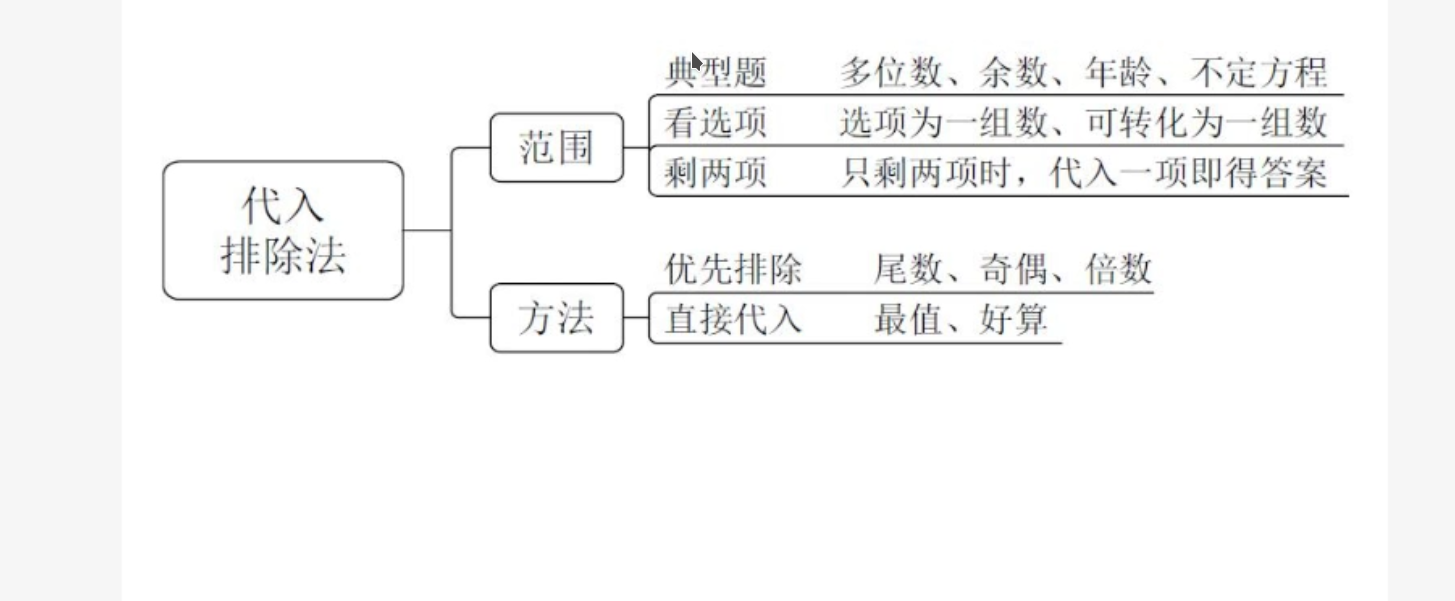 代入
排除法
范围
典型题 多位数、余数、年龄、不定方程
看选项 选项为一组数、可转化为一组数
剩两项 只剩两项时，代入一项即得答案
方法
优先排除 尾数、奇偶、倍数
直接代入 最值、好算